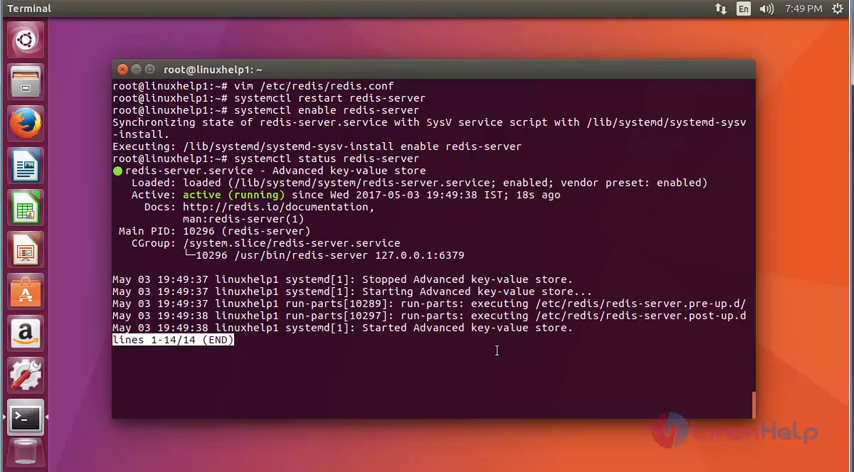 Terminal
En
7:49 PM
root@linuxhelp1: ~
root@linuxhelp1:~# vim /etc/redis/redis.conf
root@linuxhelp1:~# systemctl restart redis-server
root@linuxhelp1:~# systemctl enable redis-server
Synchronizing state of redis-server.service with SysV service script with /lib/systemd/systemd-sysv
-install.
Executing: /lib/systemd/systemd-sysv-install enable redis-server
root@linuxhelp1:~# systemctl status redis-server
● redis-server.service - Advanced key-value store
Loaded: loaded (/lib/systemd/system/redis-server.service; enabled; vendor preset: enabled)
Active: active (running) since Wed 2017-05-03 19:49:38 IST; 18s ago
Docs: http://redis.io/documentation,
man:redis-server(1)
Main PID: 10296 (redis-server)
CGroup: /system.slice/redis-server.service
└─10296 /usr/bin/redis-server 127.0.0.1:6379
May 03 19:49:37 linuxhelp1 systemd[1]: Stopped Advanced key-value store.
May 03 19:49:37 linuxhelp1 systemd[1]: Starting Advanced key-value store...
May 03 19:49:37 linuxhelp1 run-parts[10289]: run-parts: executing /etc/redis/redis-server.pre-up.d/
May 03 19:49:38 linuxhelp1 run-parts[10297]: run-parts: executing /etc/redis/redis-server.post-up.d
May 03 19:49:38 linuxhelp1 systemd[1]: Started Advanced key-value store.
lines 1-14/14 (END)
LinuxHelp